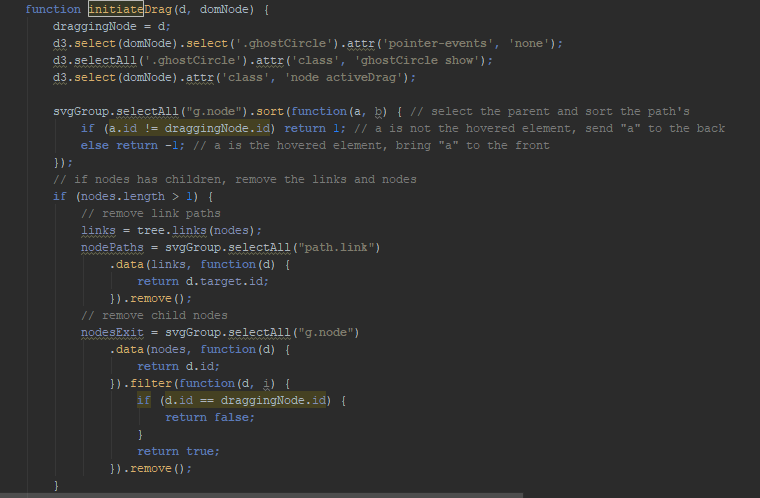 function initiateDrag(d, domNode) {
    draggingNode = d;
    d3.select(domNode).select('.ghostCircle').attr('pointer-events', 'none');
    d3.selectAll('.ghostCircle').attr('class', 'ghostCircle show');
    d3.select(domNode).attr('class', 'node activeDrag');

    svgGroup.selectAll("g.node").sort(function(a, b) { // select the parent and sort the path's
        if (a.id != draggingNode.id) return 1; // a is not the hovered element, send "a" to the back
        else return -1; // a is the hovered element, bring "a" to the front
    });
    // if nodes has children, remove the links and nodes
    if (nodes.length > 1) {
        // remove link paths
        links = tree.links(nodes);
        nodePaths = svgGroup.selectAll("path.link")
            .data(links, function(d) {
                return d.target.id;
            }).remove();
        // remove child nodes
        nodesExit = svgGroup.selectAll("g.node")
            .data(nodes, function(d) {
                return d.id;
            }).filter(function(d, i) {
                if (d.id == draggingNode.id) {
                    return false;
                }
                return true;
            }).remove();
    }